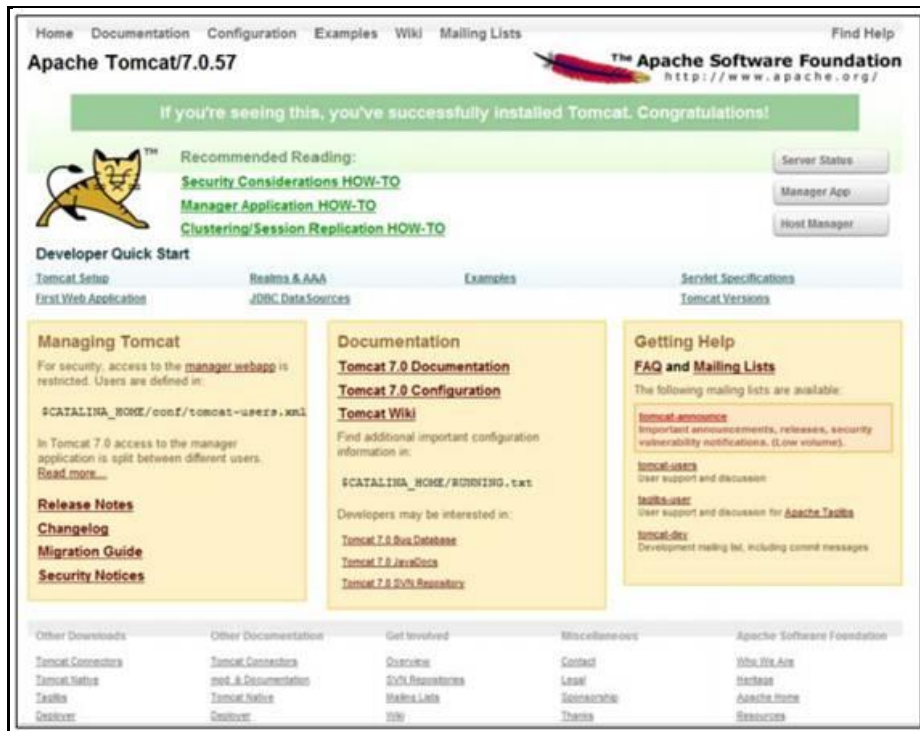 Home Documentation Configuration Examples Wiki Mailing Lists Find Help
Apache Tomcat/7.0.57
The Apache Software Foundation
http://www.apache.org/
If you're seeing this, you've successfully installed Tomcat. Congratulations!
TM
Recommended Reading:
Security Considerations HOW-TO
Manager Application HOW-TO
Clustering/Session Replication HOW-TO
Server Status
Manager App
Host Manager
Developer Quick Start
Tomcat Setup Realms & AAA Examples Servlet Specifications
First Web Application JDBC DataSources Tomcat Versions
Managing Tomcat
For security, access to the manager webapp is
restricted. Users are defined in:
$CATALINA_HOME/conf/tomcat-users.xml
In Tomcat 7.0 access to the manager
application is split between different users.
Read more...
Release Notes
Changelog
Migration Guide
Security Notices
Documentation
Tomcat 7.0 Documentation
Tomcat 7.0 Configuration
Tomcat Wiki
Find additional important configuration
information in:
$CATALINA_HOME/RUNNING.txt
Developers may be interested in:
Tomcat 7.0 Bug Database
Tomcat 7.0 JavaDocs
Tomcat 7.0 SVN Repository
Getting Help
FAQ and Mailing Lists
The following mailing lists are available:
tomcat-announce
Important announcements, releases, security
vulnerability notifications. (Low volume).
tomcat-users
User support and discussion
taglibs-user
User support and discussion for Apache Taglibs
tomcat-dev
Development mailing list, including commit messages
Other Downloads Other Documentation Get Involved Miscellaneous Apache Software Foundation
Tomcat Connectors Tomcat Connectors Overview Contact Who We Are
Tomcat Native mod_jk Documentation SVN Repositories Legal Heritage
Taglibs Tomcat Native Mailing Lists Sponsorship Apache Home
Deployer Deployer Wiki Thanks Resources